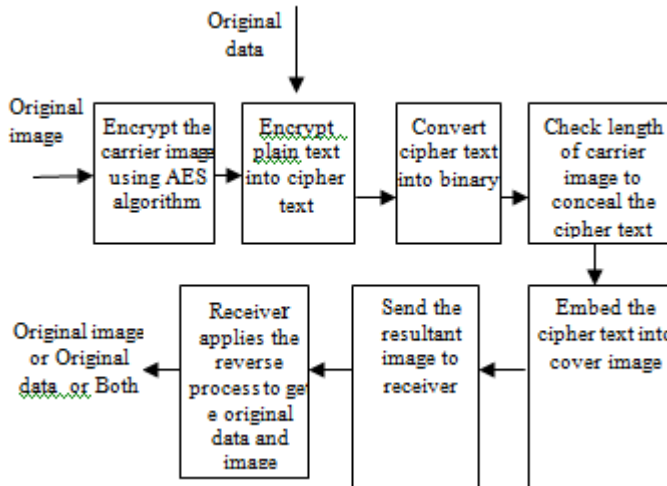 Original
data
Original
image
Encrypt the
carrier image
using AES
algorithm
Encrypt
plain text
into cipher
text
Convert
cipher text
into binary
Check length
of carrier
image to
conceal the
cipher text
Original image
or Original
data or Both
Receiver
applies the
reverse
process to get
e original
data and
image
Send the
resultant
image to
receiver
Embed the
cipher text into
cover image